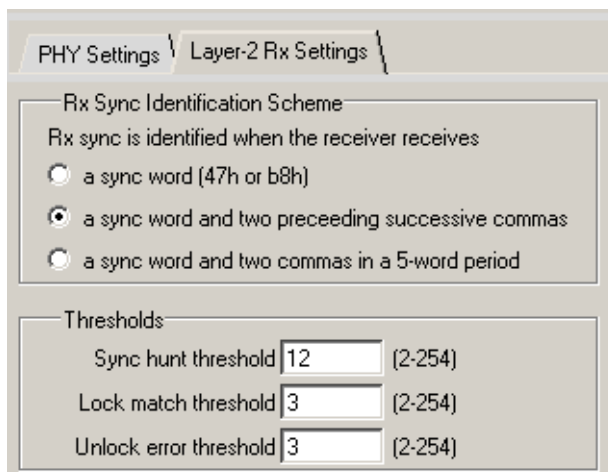 PHY Settings Layer-2 Rx Settings
Rx Sync Identification Scheme
Rx sync is identified when the receiver receives
a sync word (47h or b8h)
a sync word and two preceeding successive commas
a sync word and two commas in a 5-word period
Thresholds
Sync hunt threshold 12 (2-254)
Lock match threshold 3 (2-254)
Unlock error threshold 3 (2-254)